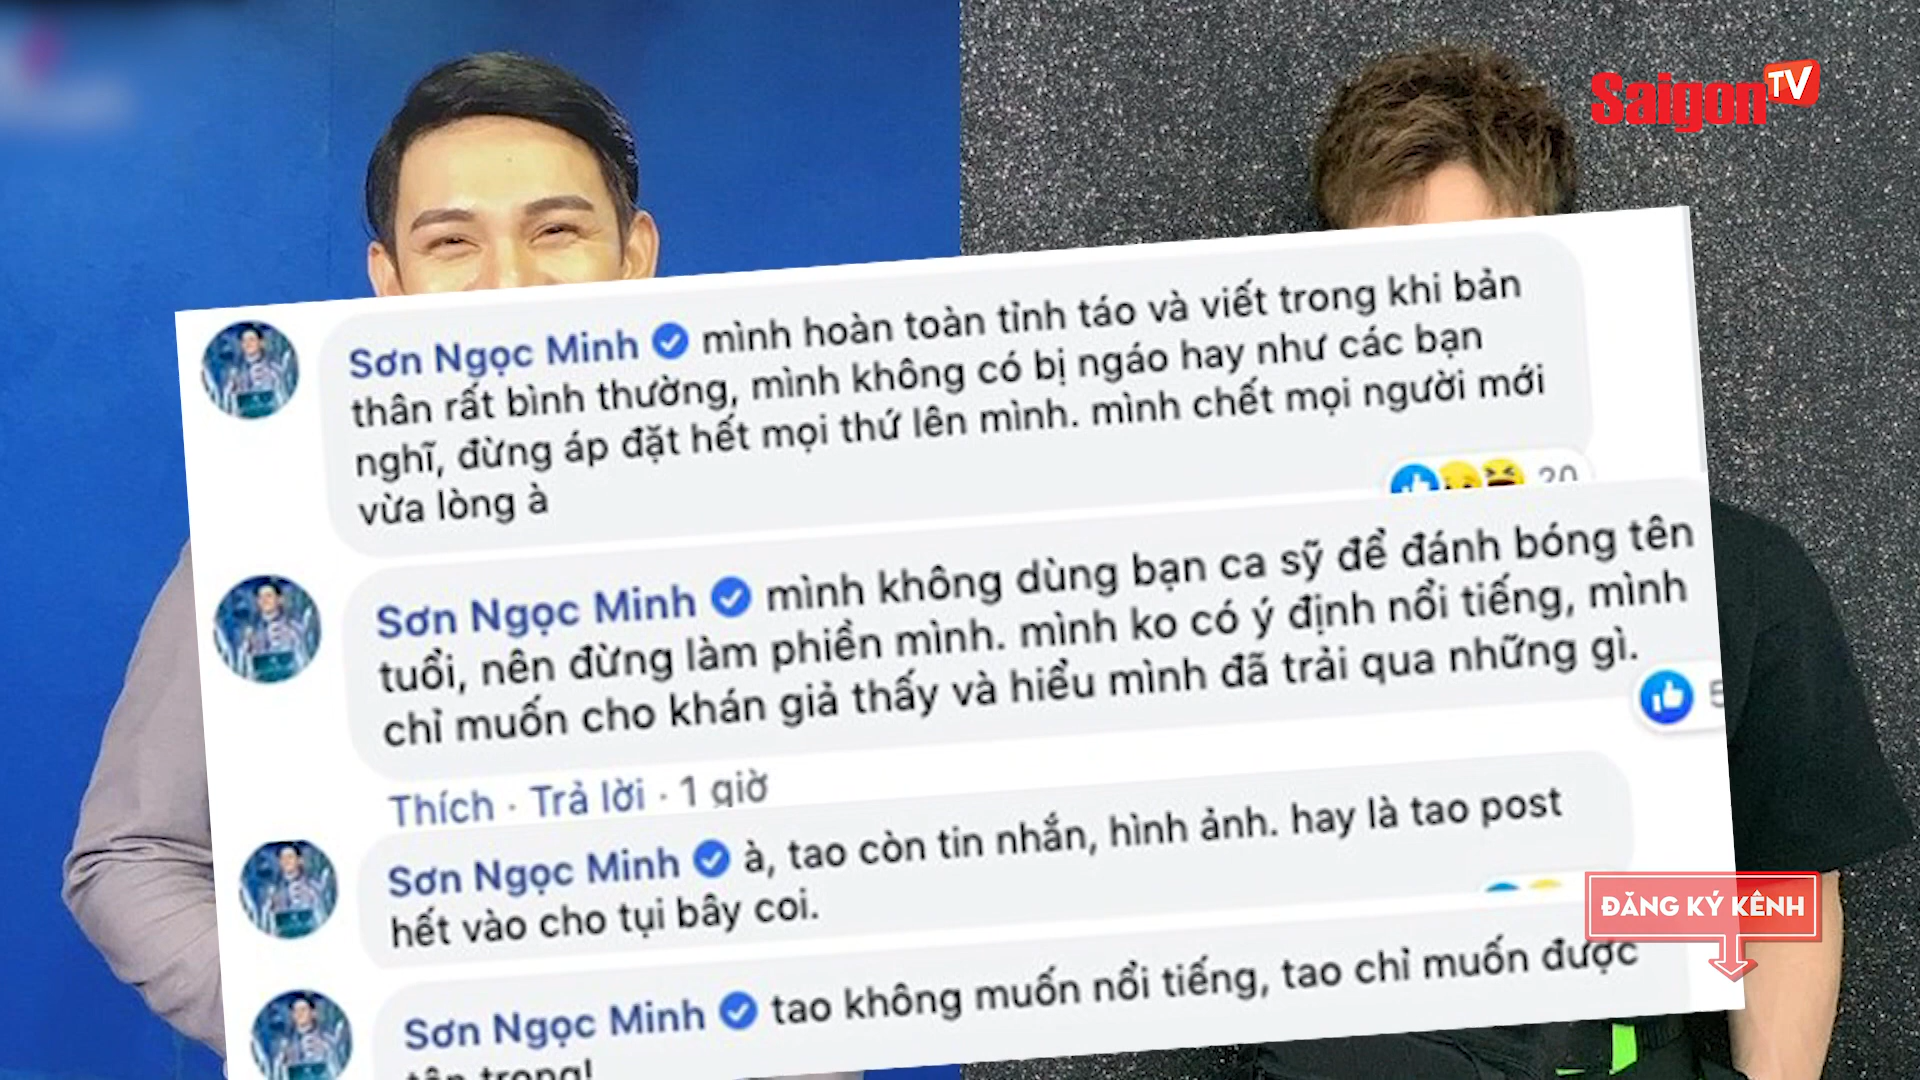 Saigon TV
Sơn Ngọc Minh mình hoàn toàn tỉnh táo và viết trong khi bản
thân rất bình thường, mình không có bị ngáo hay như các bạn
nghĩ, đừng áp đặt hết mọi thứ lên mình. mình chết mọi người mới
vừa lòng à
20
Sơn Ngọc Minh mình không dùng bạn ca sỹ để đánh bóng tên
tuổi, nên đừng làm phiền mình. mình ko có ý định nổi tiếng, mình
chỉ muốn cho khán giả thấy và hiểu mình đã trải qua những gì.
5
Thích · Trả lời · 1 giờ
Sơn Ngọc Minh à, tao còn tin nhắn, hình ảnh. hay là tao post
hết vào cho tụi bây coi.
ĐĂNG KÝ KÊNH
Sơn Ngọc Minh tao không muốn nổi tiếng, tao chỉ muốn được
tôn trọng!